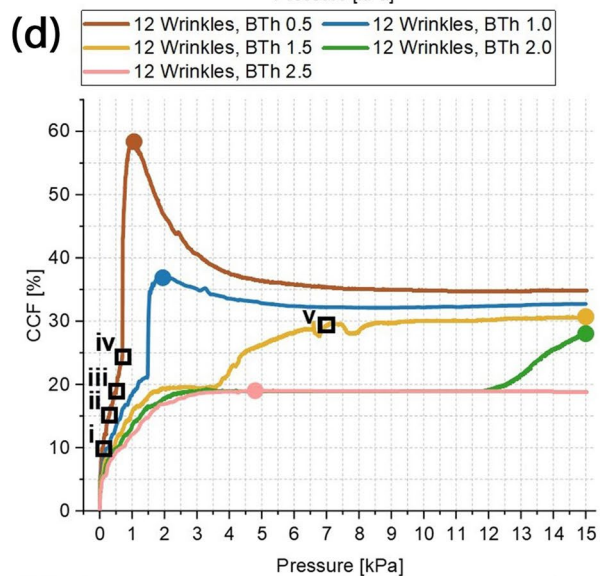 (d)
12 Wrinkles, BTh 0.5 12 Wrinkles, BTh 1.0
12 Wrinkles, BTh 1.5 12 Wrinkles, BTh 2.0
12 Wrinkles, BTh 2.5
60
50
40
30
20
10
0
CCF [%]
iv
iii
ii
i
v
0 1 2 3 4 5 6 7 8 9 10 11 12 13 14 15
Pressure [kPa]